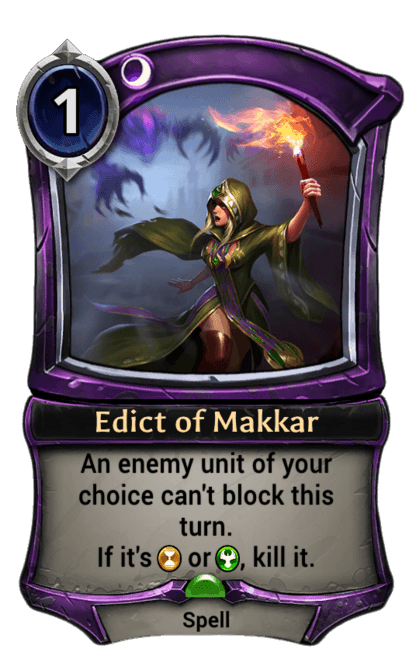 1
Edict of Makkar
An enemy unit of your
choice can't block this
turn.
If it's or , kill it.
Spell